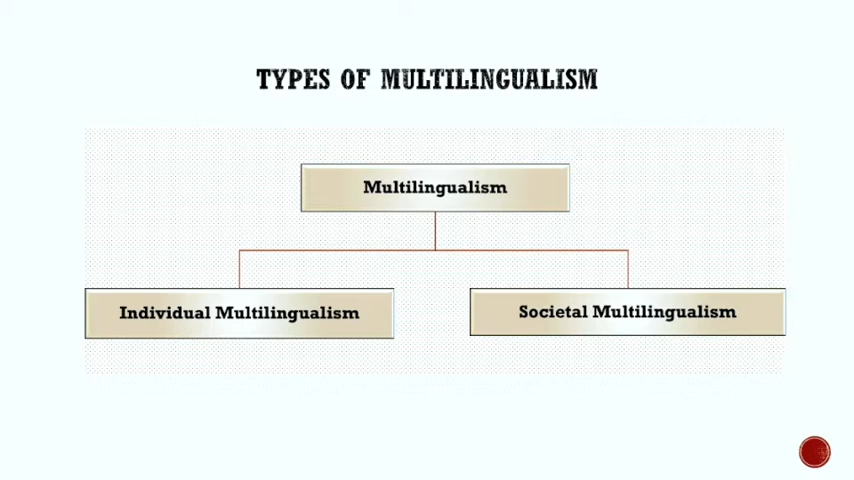 TYPES OF MULTILINGUALISM
Multilingualism
Individual Multilingualism
Societal Multilingualism